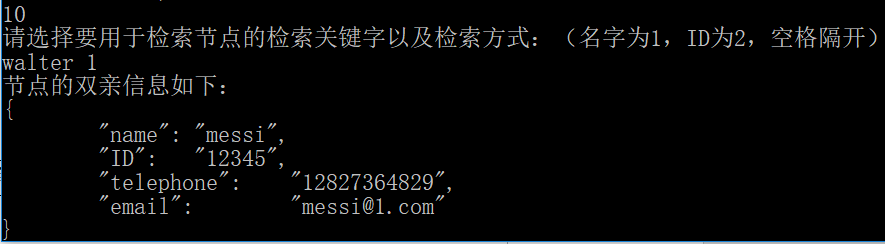 10
请选择要用于检索节点的检索关键字以及检索方式：（名字为1，ID为2，空格隔开）
walter 1
节点的双亲信息如下：
{
"name": "messi",
"ID": "12345",
"telephone": "12827364829",
"email": "messi@1.com"
}